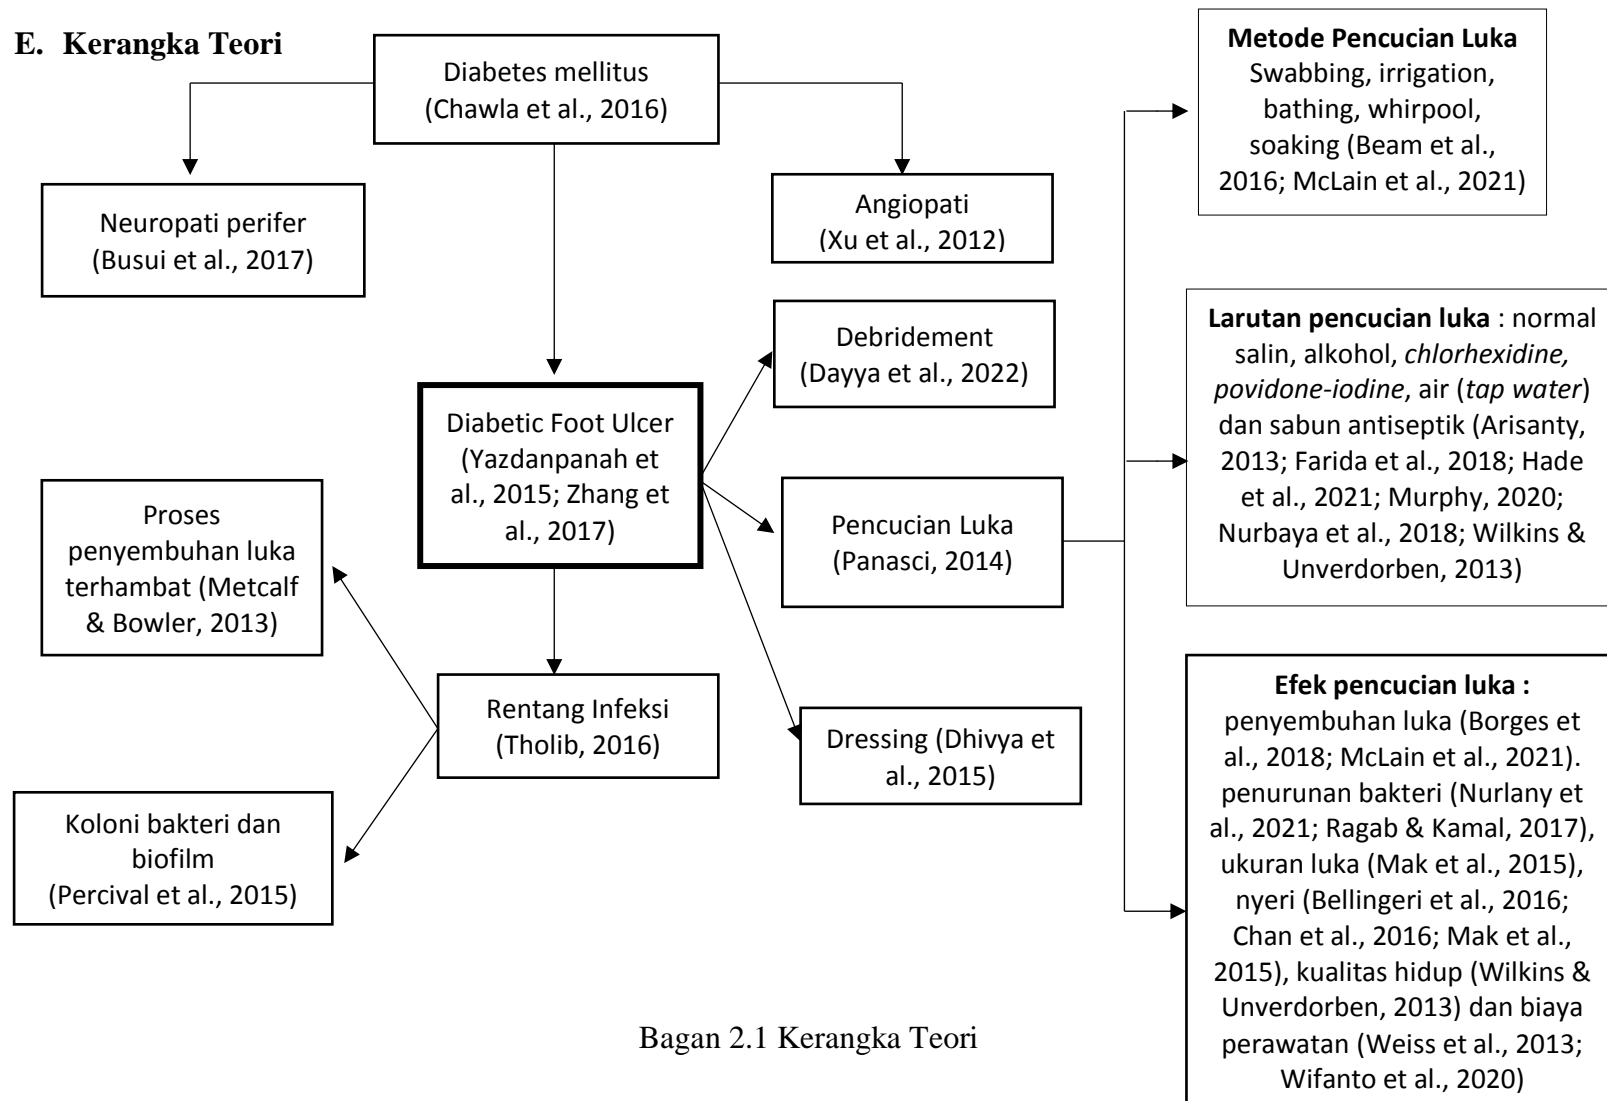 E. Kerangka Teori
Diabetes mellitus
(Chawla et al., 2016)
Neuropati perifer
(Busui et al., 2017)
Angiopati
(Xu et al., 2012)
Diabetic Foot Ulcer
(Yazdanpanah et
al., 2015; Zhang et
al., 2017)
Debridement
(Dayya et al., 2022)
Pencucian Luka
(Panasci, 2014)
Dressing (Dhivya et
al., 2015)
Proses
penyembuhan luka
terhambat (Metcalf
& Bowler, 2013)
Rentang Infeksi
(Tholib, 2016)
Koloni bakteri dan
biofilm
(Percival et al., 2015)
Metode Pencucian Luka
Swabbing, irrigation,
bathing, whirpool,
soaking (Beam et al.,
2016; McLain et al., 2021)
Larutan pencucian luka : normal
salin, alkohol, chlorhexidine,
povidone-iodine, air (tap water)
dan sabun antiseptik (Arisanty,
2013; Farida et al., 2018; Hade
et al., 2021; Murphy, 2020;
Nurbaya et al., 2018; Wilkins &
Unverdorben, 2013)
Efek pencucian luka :
penyembuhan luka (Borges et
al., 2018; McLain et al., 2021).
penurunan bakteri (Nurlany et
al., 2021; Ragab & Kamal, 2017),
ukuran luka (Mak et al., 2015),
nyeri (Bellingeri et al., 2016;
Chan et al., 2016; Mak et al.,
2015), kualitas hidup (Wilkins &
Unverdorben, 2013) dan biaya
perawatan (Weiss et al., 2013;
Wifanto et al., 2020)
Bagan 2.1 Kerangka Teori